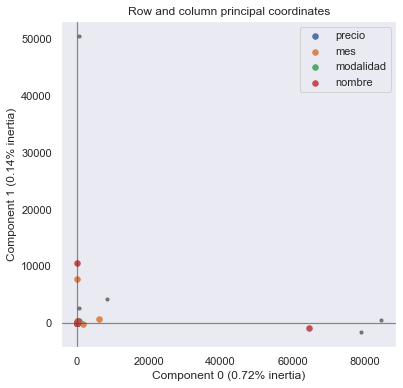 Row and column principal coordinates
50000
40000
30000
20000
10000
0
Component 1 (0.14% inertia)
precio
mes
modalidad
nombre
0
20000
40000
60000
80000
Component 0 (0.72% inertia)